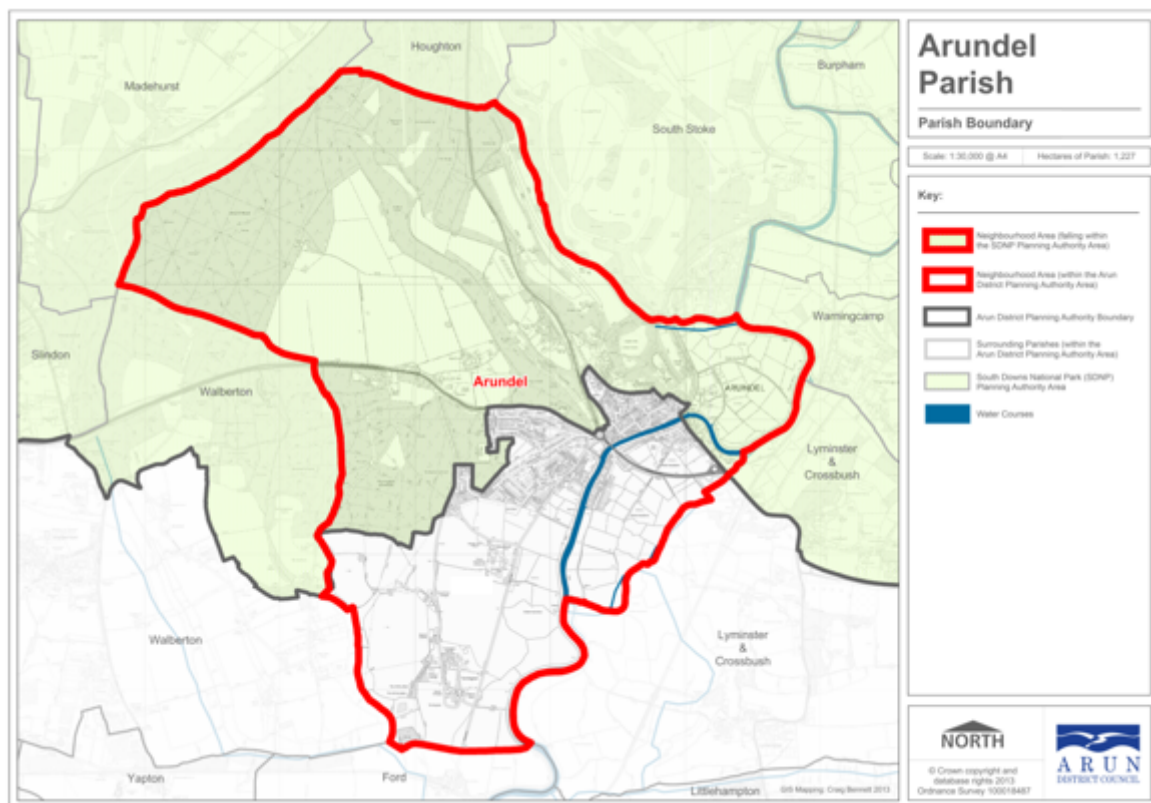 Houghton
Madehurst
Burpham
South Stoke
Warningcamp
Slindon
Walberton
Arundel
ARUNDEL
Lyminster
&
Crossbush
Walberton
Lyminster
&
Crossbush
Yapton
Ford
Littlehampton
GIS Mapping: Craig Bennett 2013
Arundel
Parish
Parish Boundary
Scale: 1:30,000 @ A4
Hectares of Parish: 1,227
Key:
Neighbourhood Area (falling within
the SDNP Planning Authority Area)
Neighbourhood Area (within the Arun
District Planning Authority Area)
Arun District Planning Authority Boundary
Surrounding Parishes (within the
Arun District Planning Authority Area)
South Downs National Park (SDNP)
Planning Authority Area
Water Courses
NORTH
© Crown copyright and
database rights 2013
Ordnance Survey 100018487
ARUN
DISTRICT COUNCIL